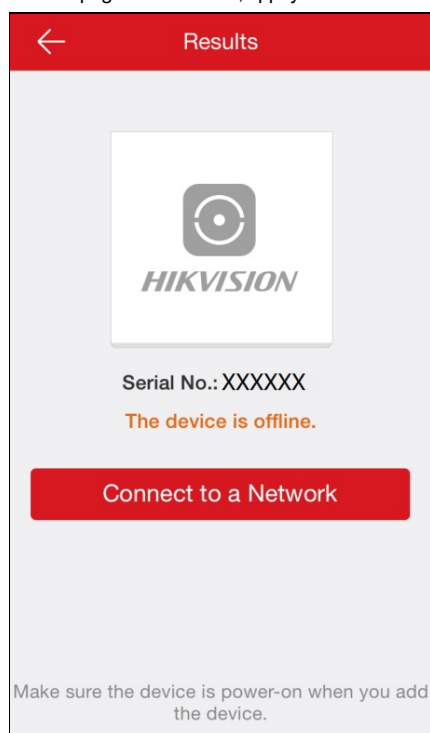 Results
HIKVISION
Serial No.: XXXXXX
The device is offline.
Connect to a Network
Make sure the device is power-on when you add
the device.